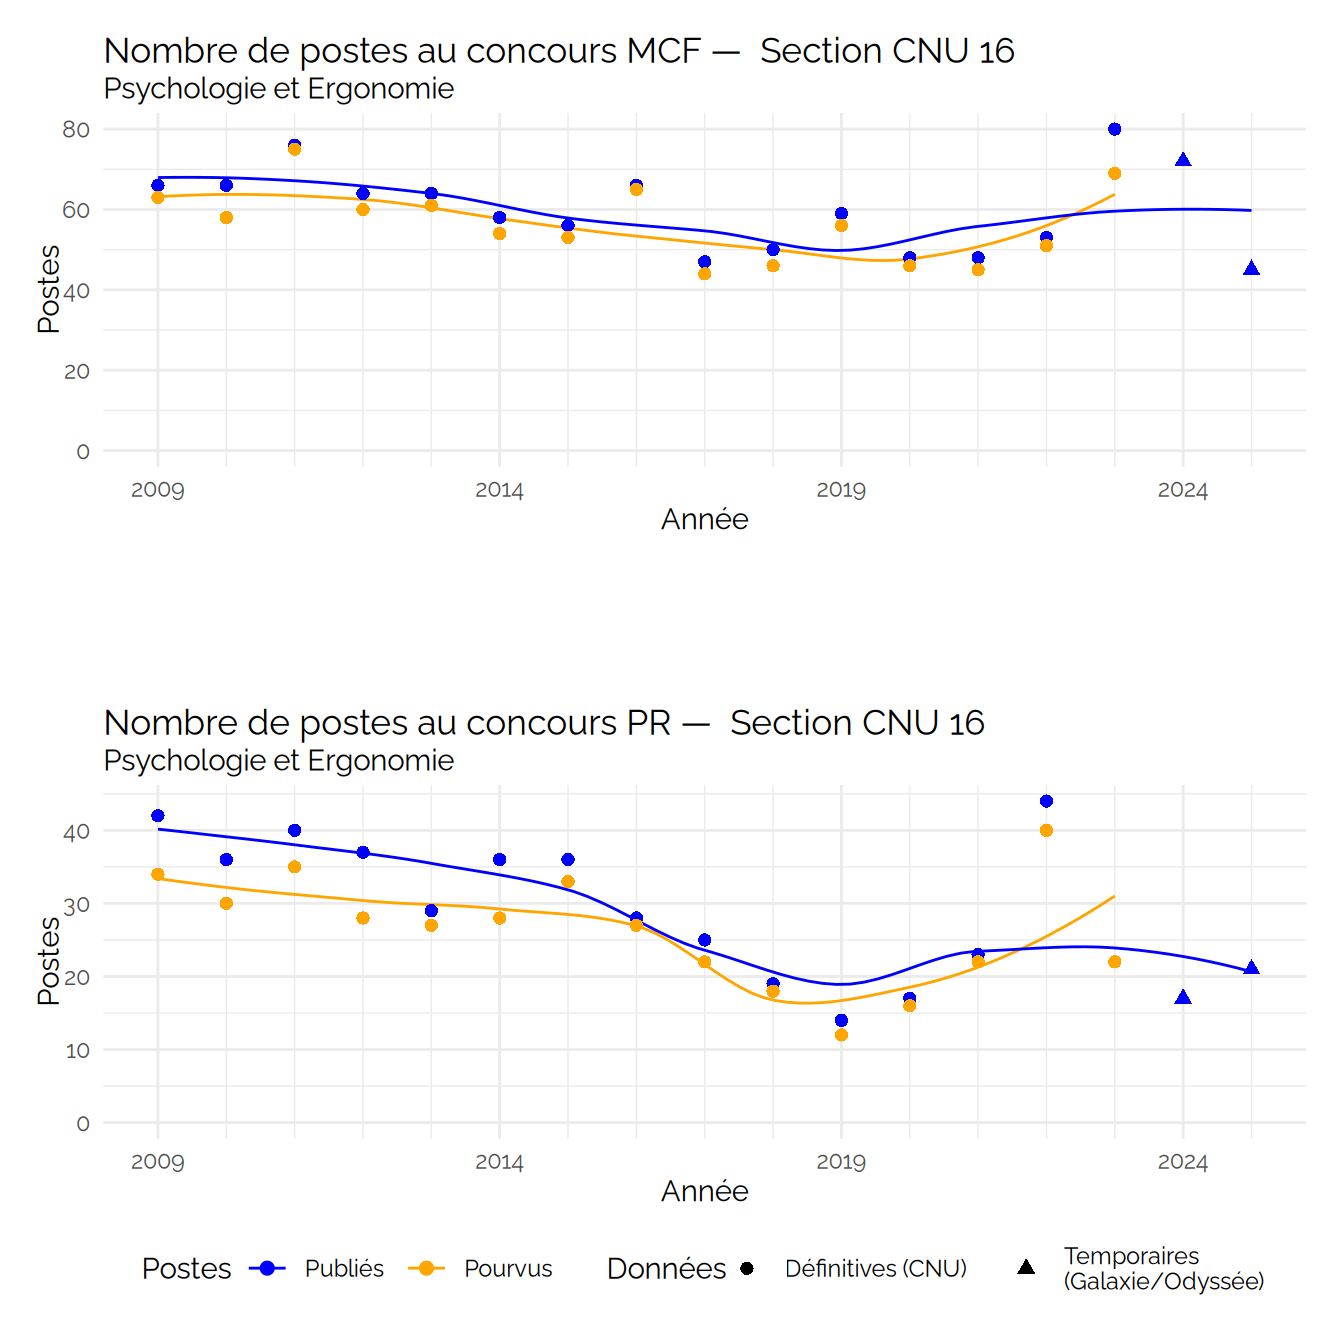 Nombre de postes au concours MCF —  Section CNU 16
Psychologie et Ergonomie
80
60
40
20
0
Postes
2009 2014 2019 2024
Année
Nombre de postes au concours PR —  Section CNU 16
Psychologie et Ergonomie
40
30
20
10
0
Postes
2009 2014 2019 2024
Année
Postes Publiés Pourvus Données Définitives (CNU) Temporaires
(Galaxie/Odyssée)